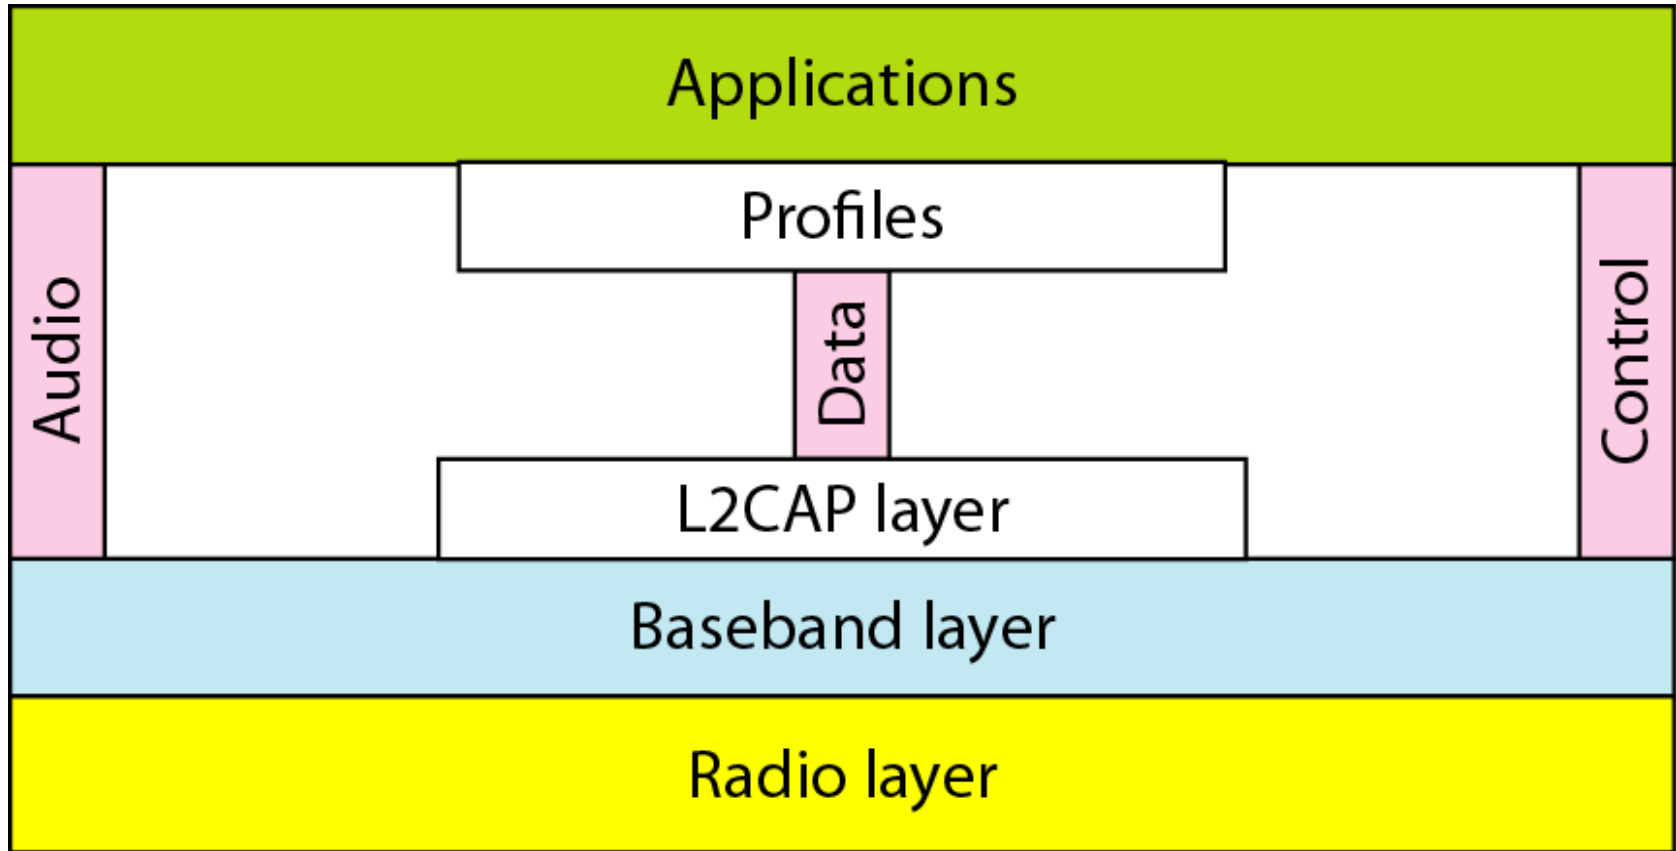 Applications
Profiles
Audio
Data
Control
L2CAP layer
Baseband layer
Radio layer